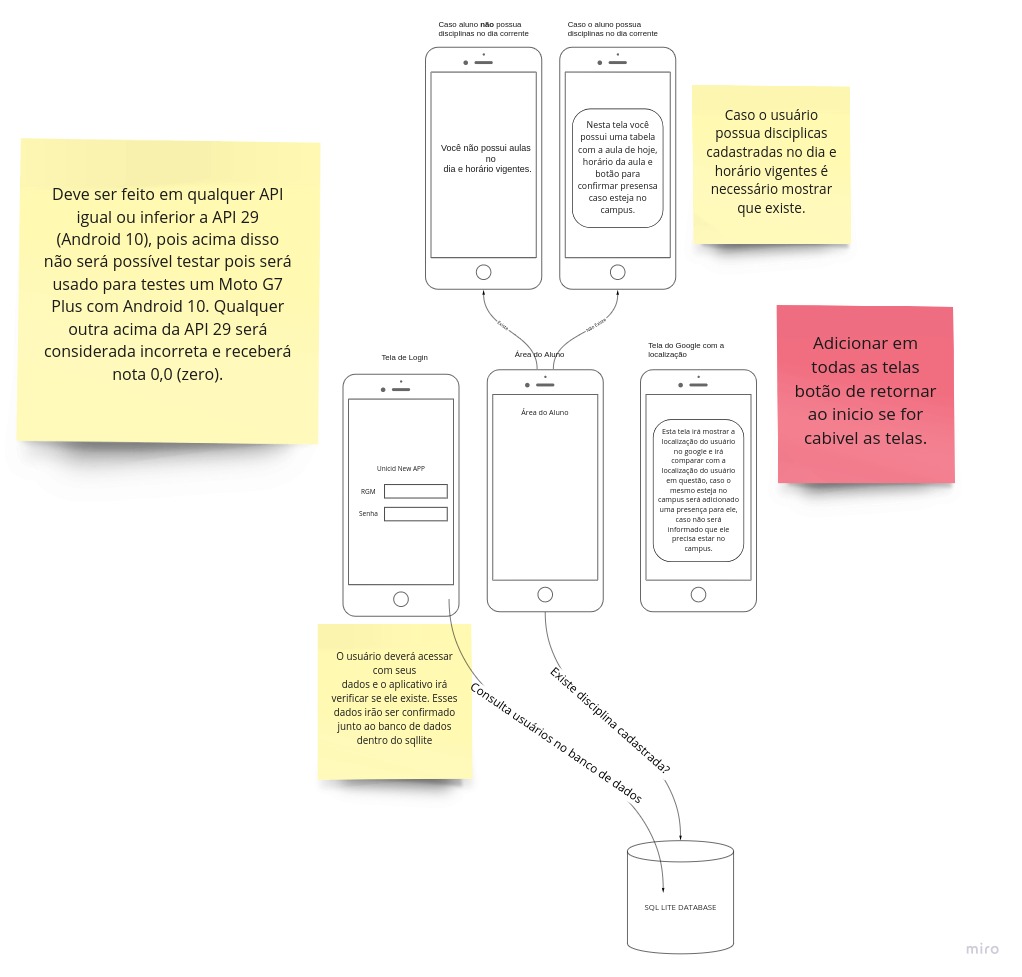 Caso aluno não possua
disciplinas no dia corrente
Caso o aluno possua
disciplinas no dia corrente
Você não possui aulas
no
dia e horário vigentes.
Nesta tela você
possui uma tabela
com a aula de hoje,
horário da aula e
botão para
confirmar presensa
caso esteja no
campus.
Caso o usuário
possua disciplicas
cadastradas no dia e
horário vigentes é
necessário mostrar
que existe.
Deve ser feito em qualquer API
igual ou inferior a API 29
(Android 10), pois acima disso
não será possível testar pois será
usado para testes um Moto G7
Plus com Android 10. Qualquer
outra acima da API 29 será
considerada incorreta e receberá
nota 0,0 (zero).
Existe
Não Existe
Adicionar em
todas as telas
botão de retornar
ao inicio se for
cabivel as telas.
Tela de Login
Área do Aluno
Tela do Google com a
localização
Unicid New APP
RGM
Senha
Área do Aluno
Esta tela irá mostrar a
localização do usuário
no google e irá
comparar com a
localização do usuário
em questão, caso o
mesmo esteja no
campus será adicionado
uma presença para ele,
caso não será
informado que ele
precisa estar no
campus.
O usuário deverá acessar
com seus
dados e o aplicativo irá
verificar se ele existe. Esses
dados irão ser confirmado
junto ao banco de dados
dentro do sqllite
Existe disciplina cadastrada?
Consulta usuários no banco de dados
SQL LITE DATABASE
miro